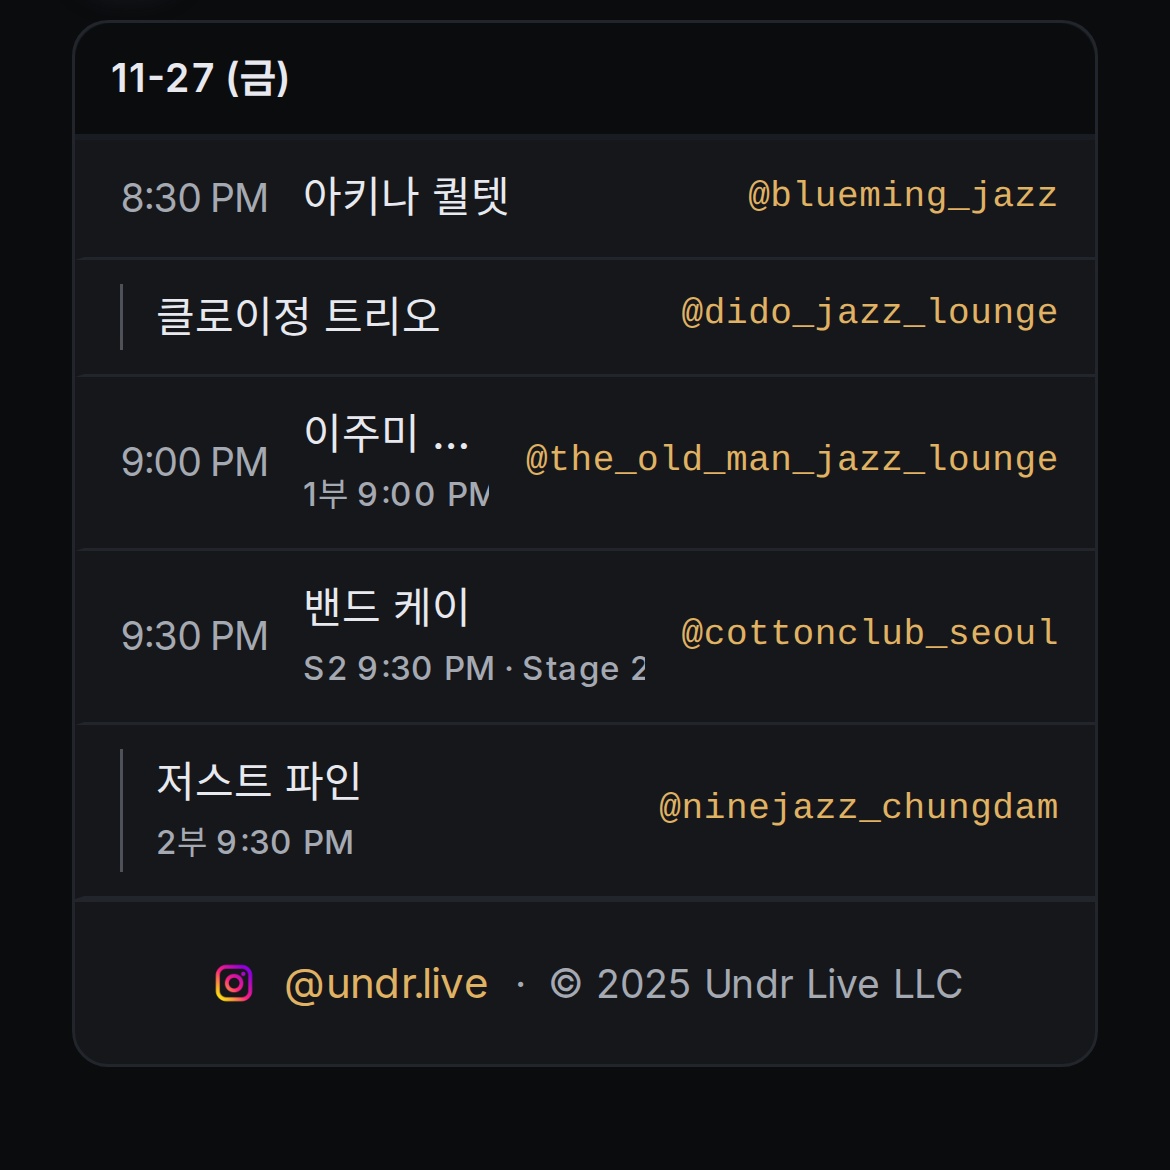 11-27 (금)
8:30 PM 아키나 퀄텟 @blueming_jazz
클로이정 트리오 @dido_jazz_lounge
9:00 PM 이주미 ... @the_old_man_jazz_lounge
1부 9:00 PM
9:30 PM 밴드 케이 @cottonclub_seoul
S2 9:30 PM · Stage 2
저스트 파인 @ninejazz_chungdam
2부 9:30 PM
@undr.live · © 2025 Undr Live LLC